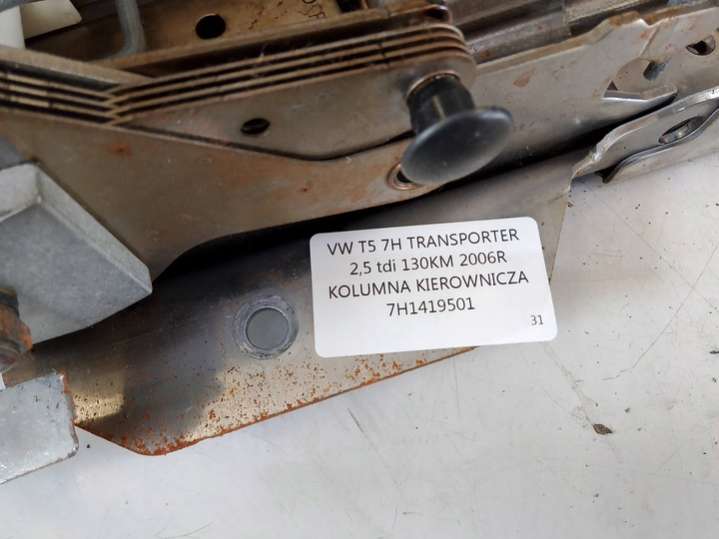 VW T5 7H TRANSPORTER
2,5 tdi 130KM 2006R
KOLUMNA KIEROWNICZA
7H1419501
31